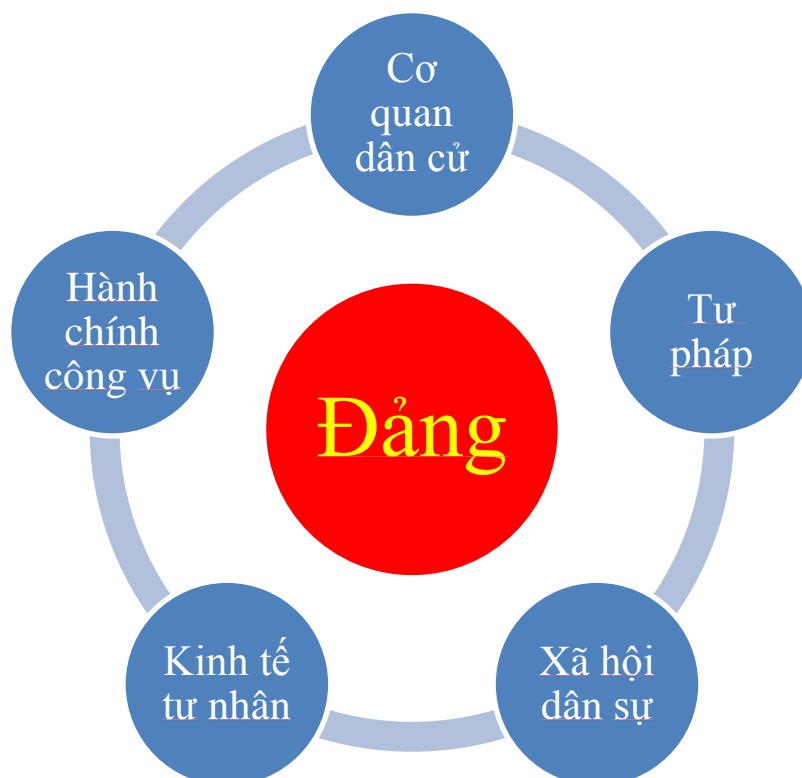 Cơ
quan
dân cử
Hành
chính
công vụ
Tư
pháp
Đảng
Kinh tế
tư nhân
Xã hội
dân sự